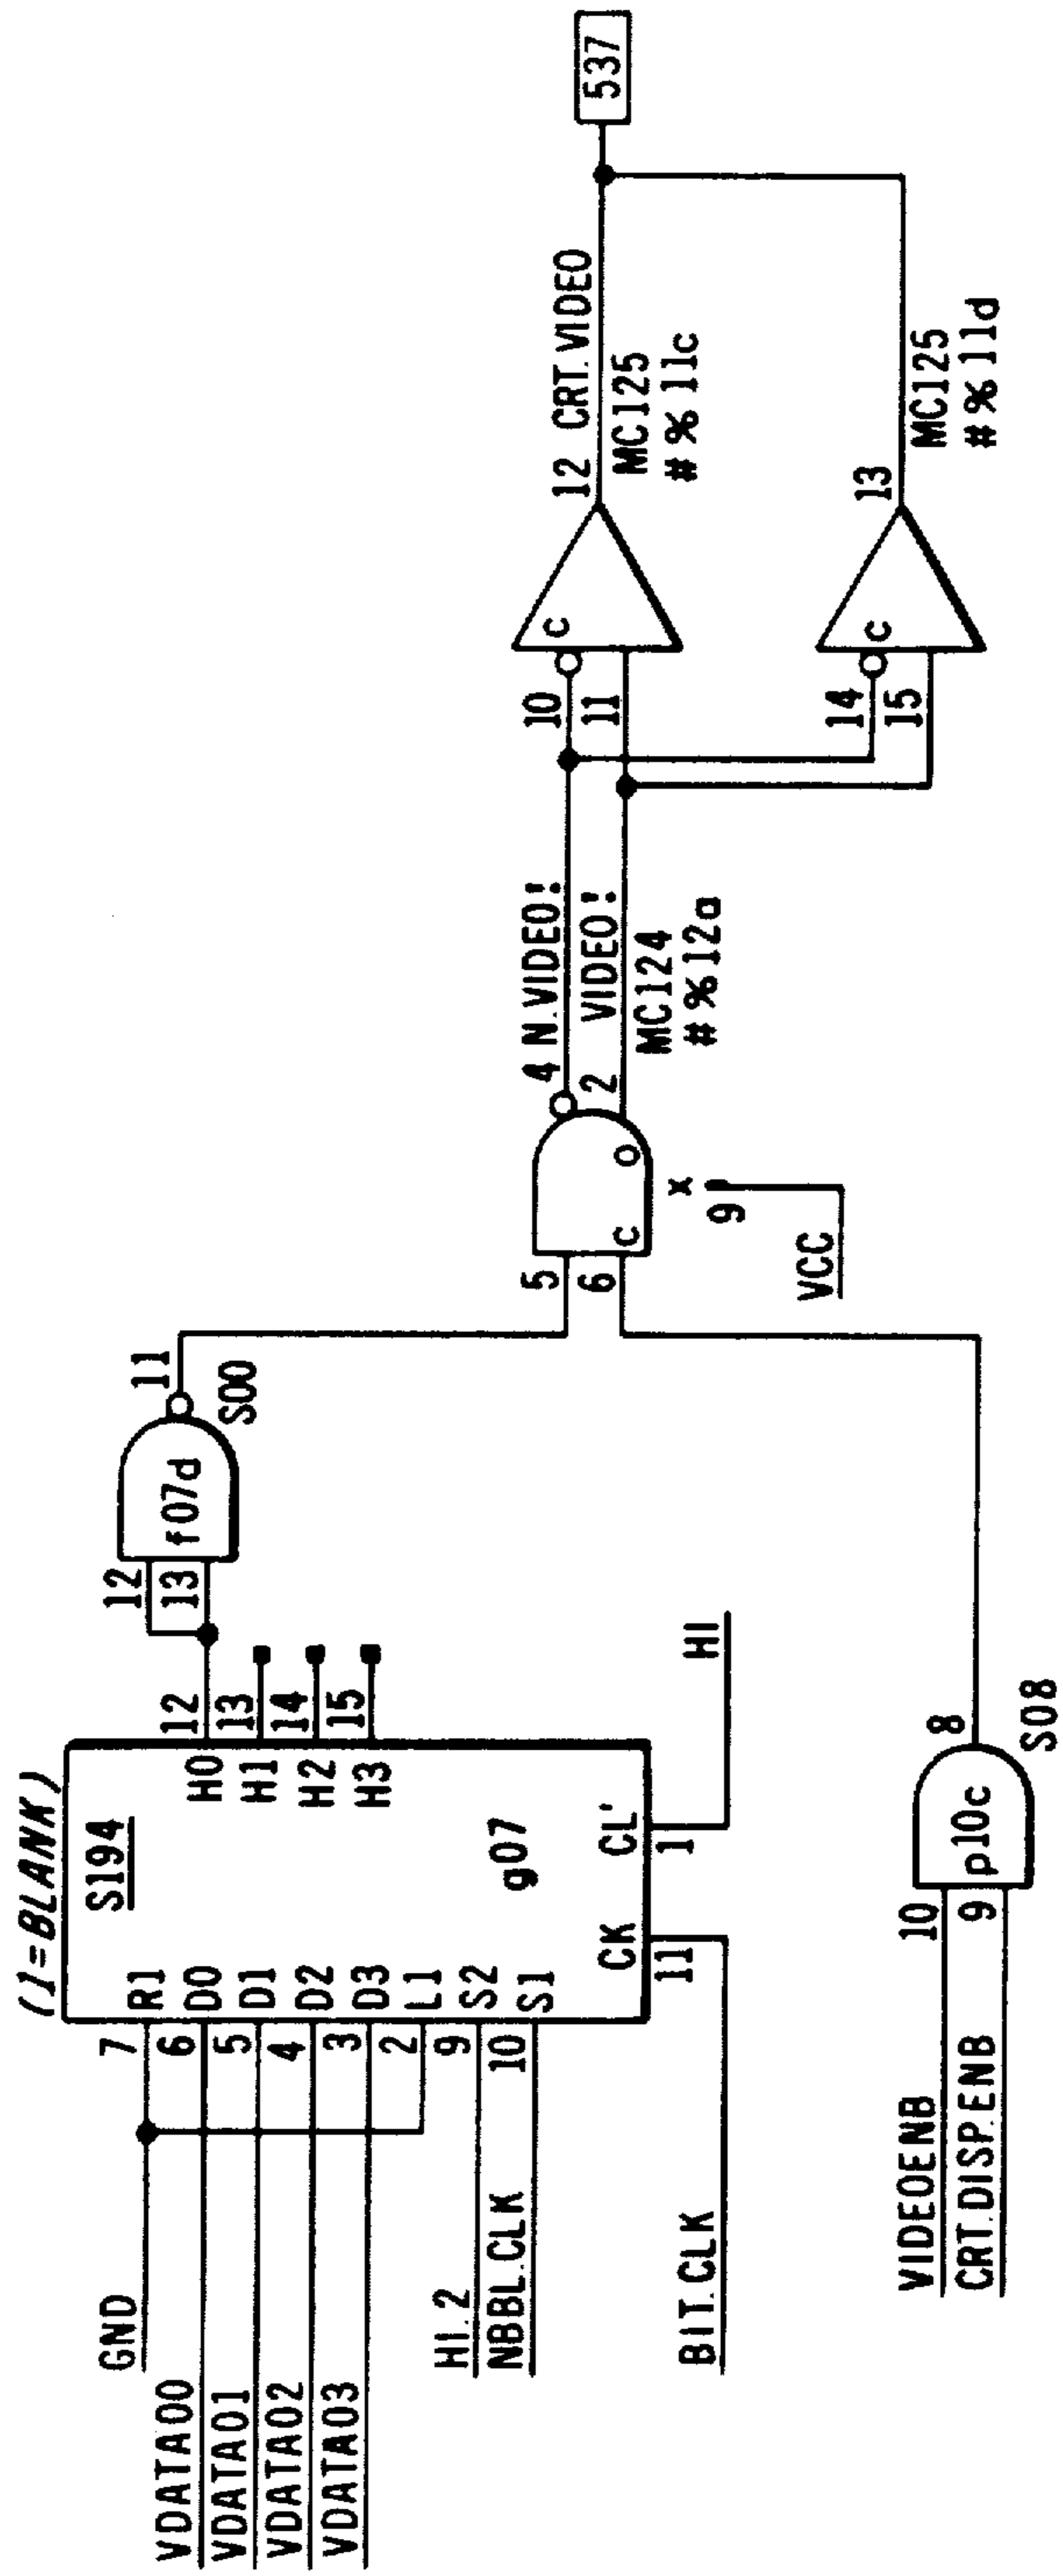 (1=BLANK)
S194
g07
GND
VDATA00
VDATA01
VDATA02
VDATA03
HI.2
NBBL.CLK
BIT.CLK
HI
7 R1
6 D0
5 D1
4 D2
3 D3
2 L1
9 S2
10 S1
CK
11
CL'
1
H0 12
H1 13
H2 14
H3 15
12
13
f07d
11
S00
VIDEOENB
CRT.DISP.ENB
10
9
p10c
8
S08
5
6
C
O
x
9
VCC
4 N.VIDEO!
2 VIDEO!
MC124
#%12a
10
11
C
12 CRT.VIDEO
MC125
#%11c
14
15
C
13
MC125
#%11d
537